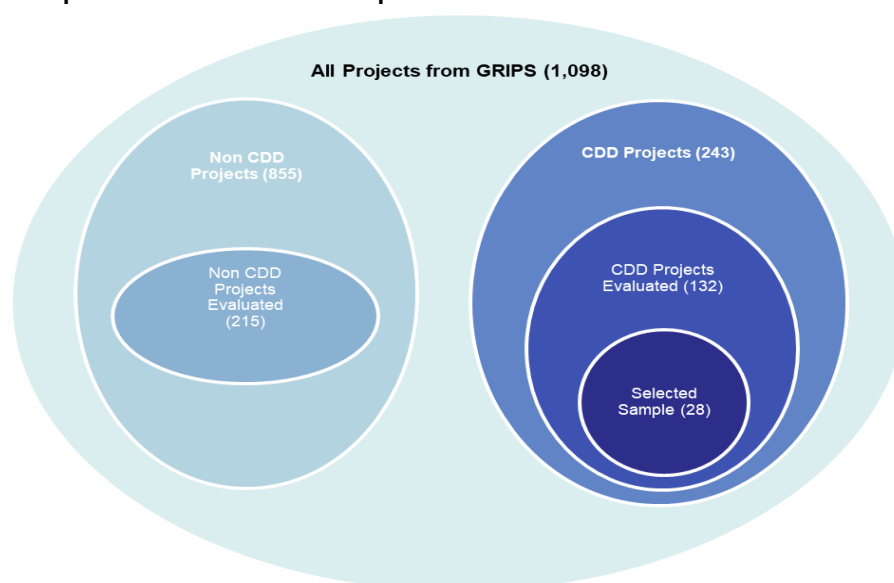 All Projects from GRIPS (1,098)
Non CDD
Projects (855)
Non CDD
Projects
Evaluated
(215)
CDD Projects (243)
CDD Projects
Evaluated (132)
Selected
Sample (28)